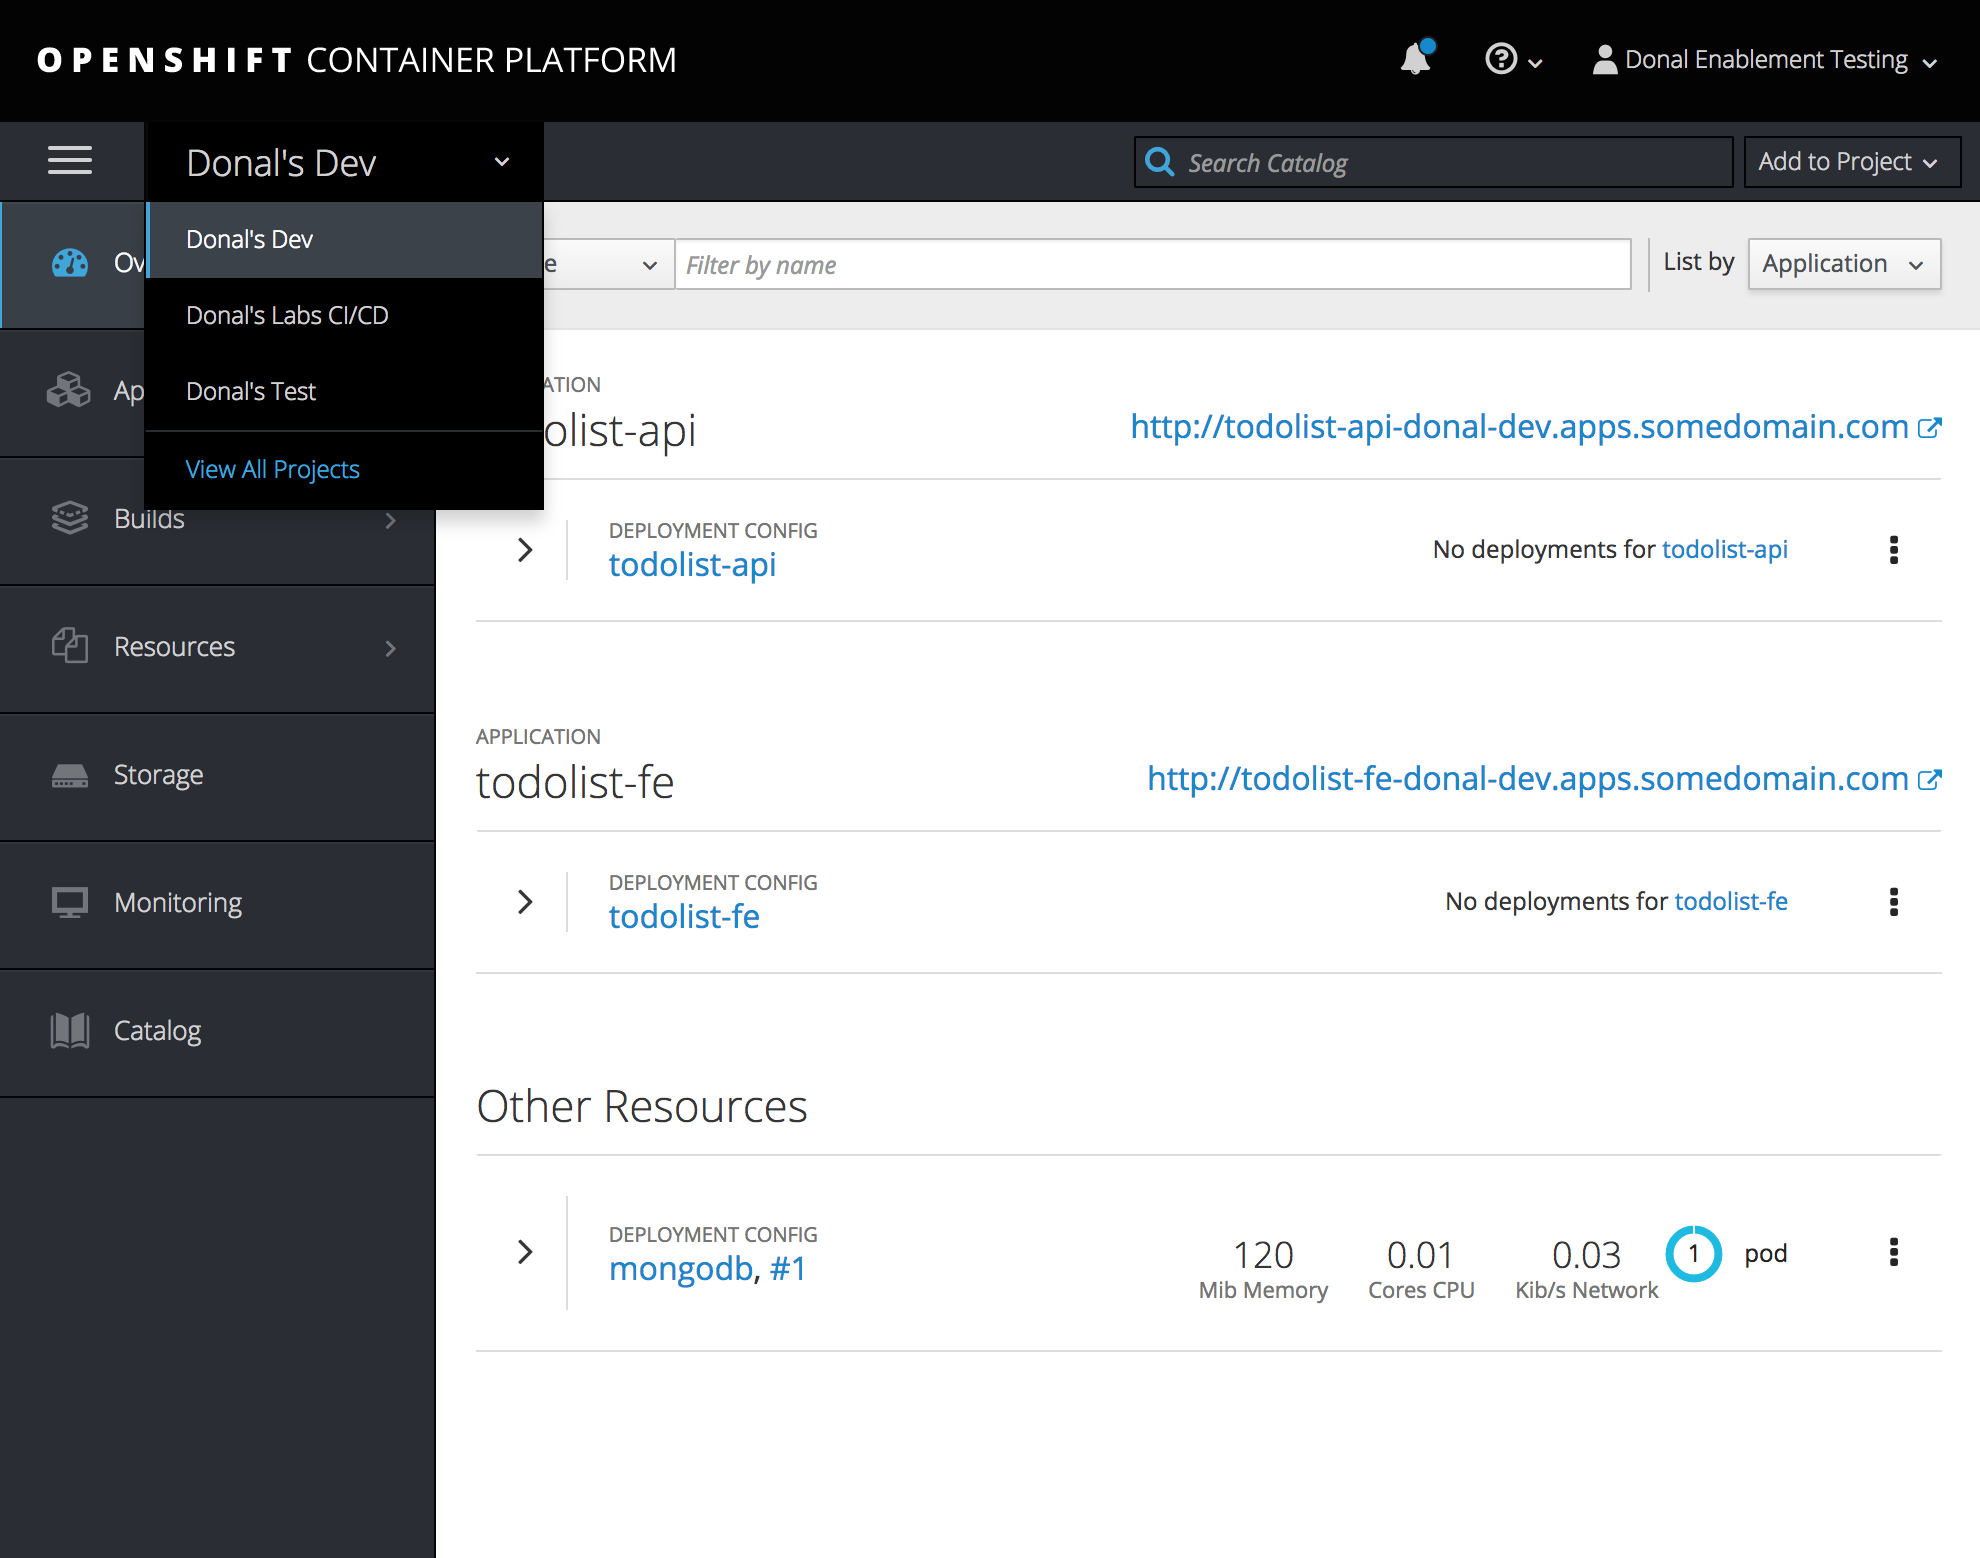 OPENSHIFT CONTAINER PLATFORM
Donal Enablement Testing
Donal's Dev
Search Catalog
Add to Project
Donal's Dev
Donal's Labs CI/CD
Donal's Test
View All Projects
Ov
Ap
Builds
Resources
Storage
Monitoring
Catalog
e
Filter by name
List by
Application
ATION
olist-api
http://todolist-api-donal-dev.apps.somedomain.com
DEPLOYMENT CONFIG
todolist-api
No deployments for todolist-api
APPLICATION
todolist-fe
http://todolist-fe-donal-dev.apps.somedomain.com
DEPLOYMENT CONFIG
todolist-fe
No deployments for todolist-fe
Other Resources
DEPLOYMENT CONFIG
mongodb, #1
120
Mib Memory
0.01
Cores CPU
0.03
Kib/s Network
1 pod